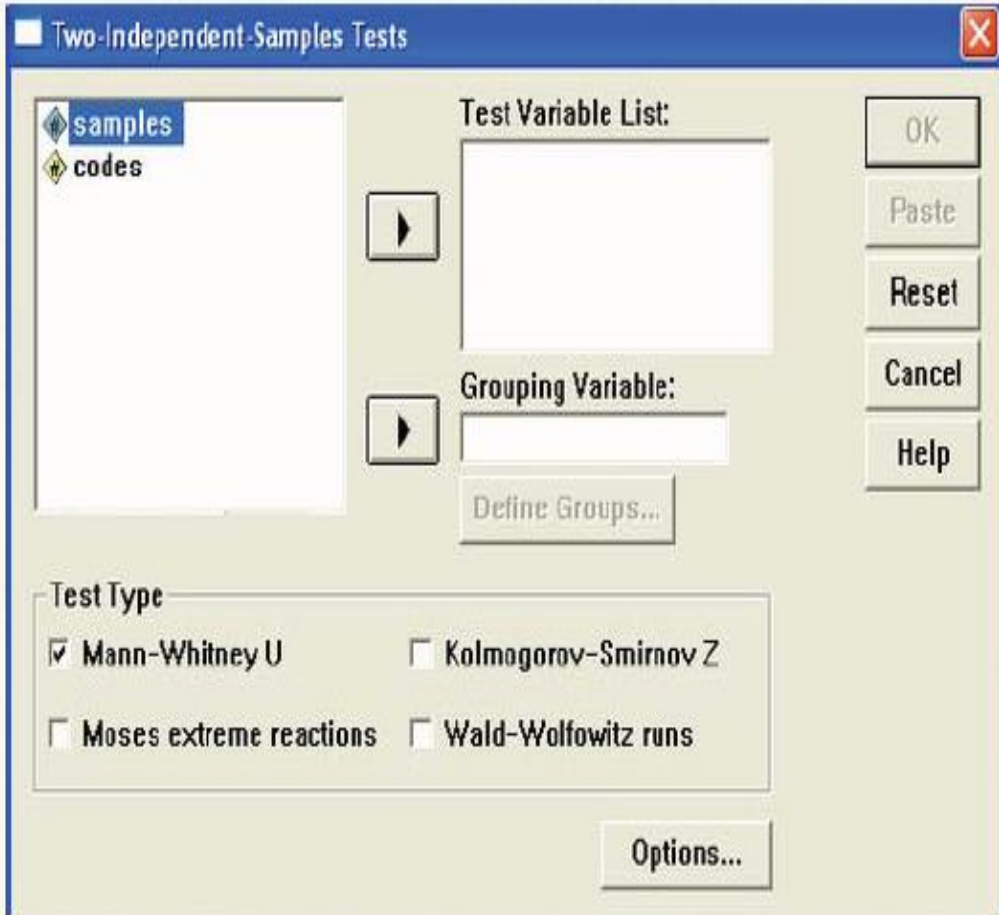 Two-Independent-Samples Tests
samples
codes
Test Variable List:
Grouping Variable:
Define Groups...
OK
Paste
Reset
Cancel
Help
Test Type
Mann-Whitney U
Kolmogorov-Smirnov Z
Moses extreme reactions
Wald-Wolfowitz runs
Options...